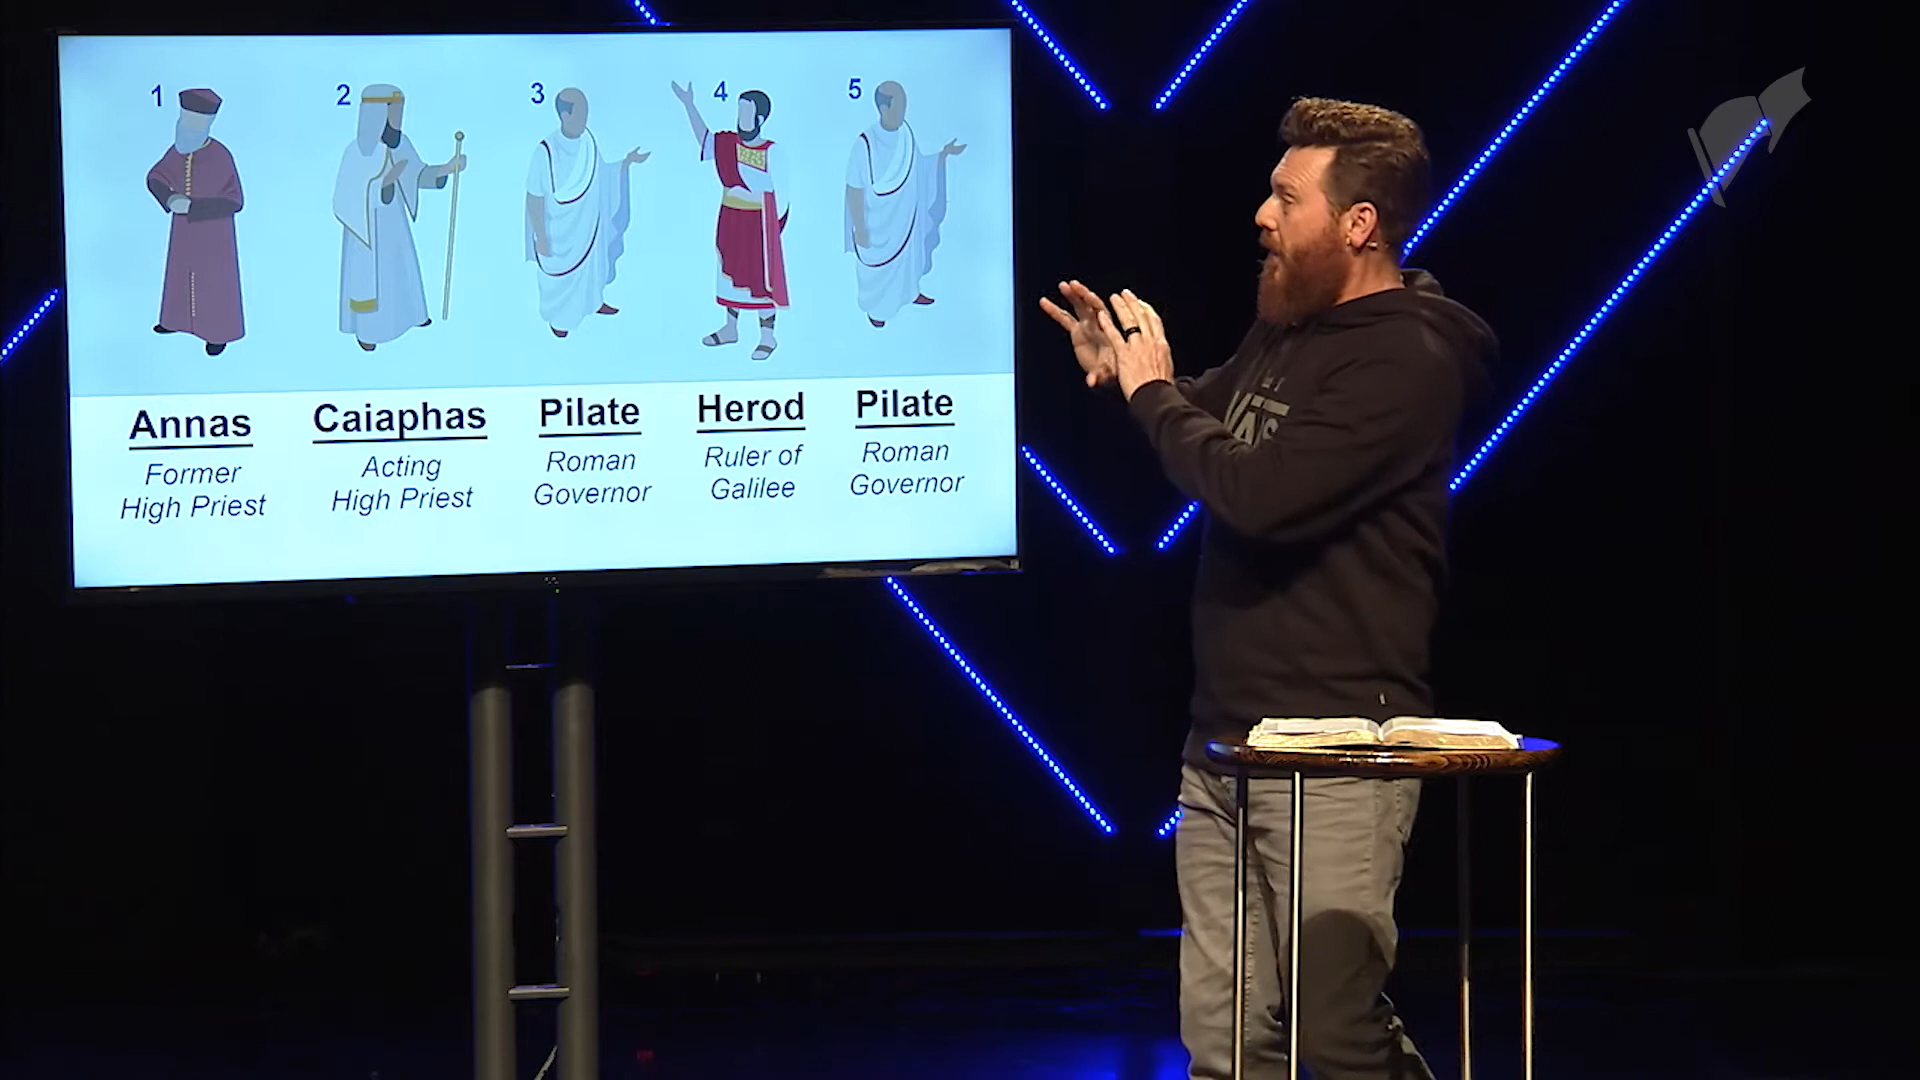 1
2
3
4
5
Annas
Former
High Priest
Caiaphas
Acting
High Priest
Pilate
Roman
Governor
Herod
Ruler of
Galilee
Pilate
Roman
Governor